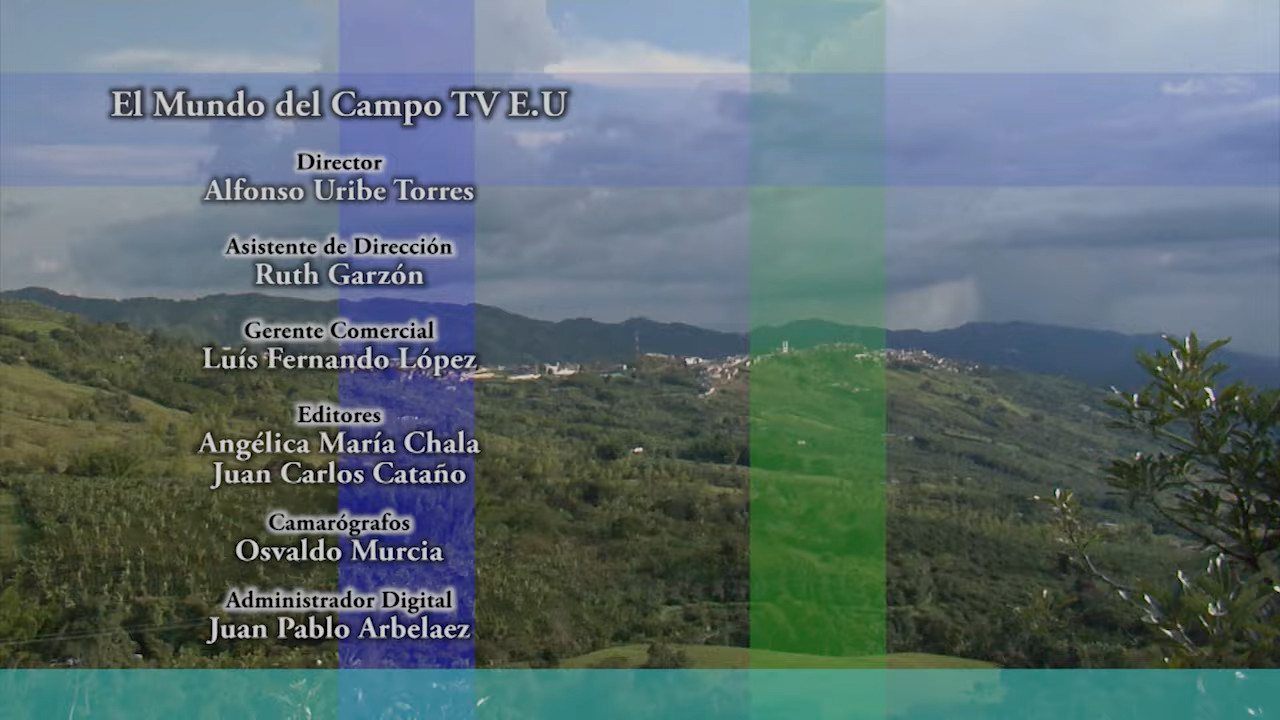 El Mundo del Campo TV E.U
Director
Alfonso Uribe Torres
Asistente de Dirección
Ruth Garzón
Gerente Comercial
Luís Fernando López
Editores
Angélica María Chala
Juan Carlos Cataño
Camarógrafos
Osvaldo Murcia
Administrador Digital
Juan Pablo Arbelaez